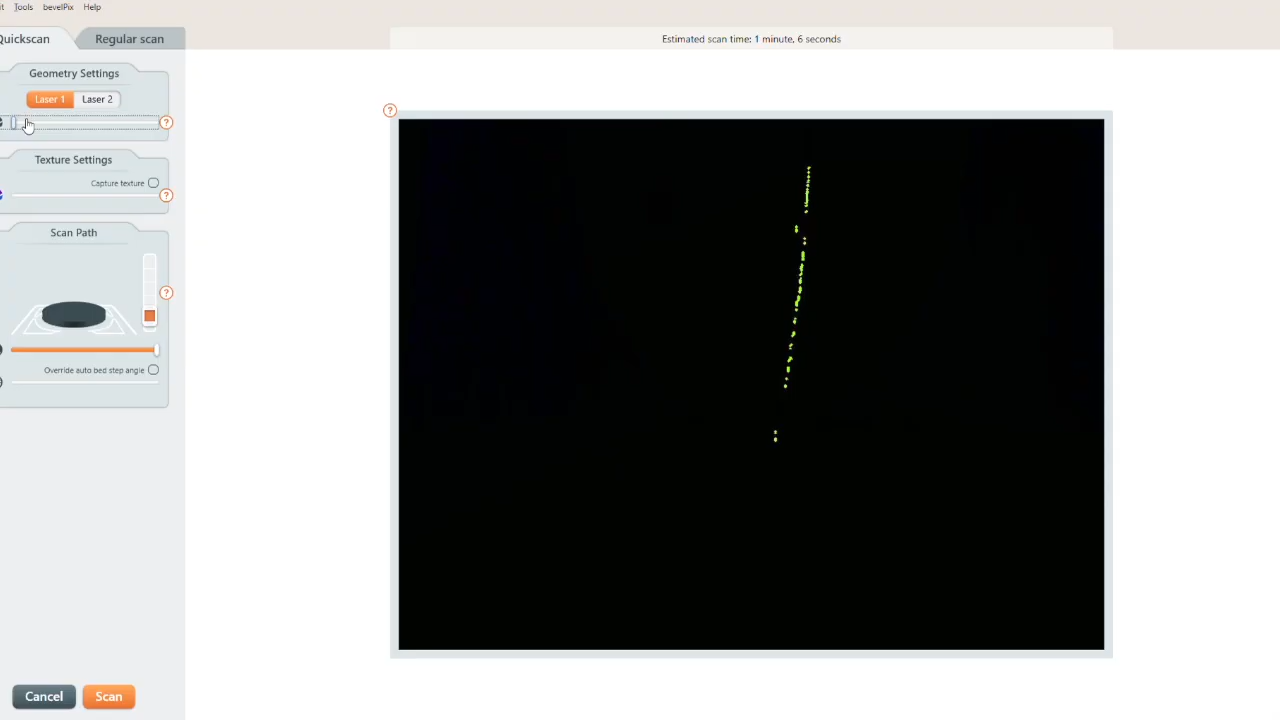 it Tools bevelPix Help
Quickscan Regular scan
Estimated scan time: 1 minute, 6 seconds
Geometry Settings
Laser 1 Laser 2
?
?
Texture Settings
Capture texture
?
Scan Path
?
Override auto bed step angle
Cancel Scan